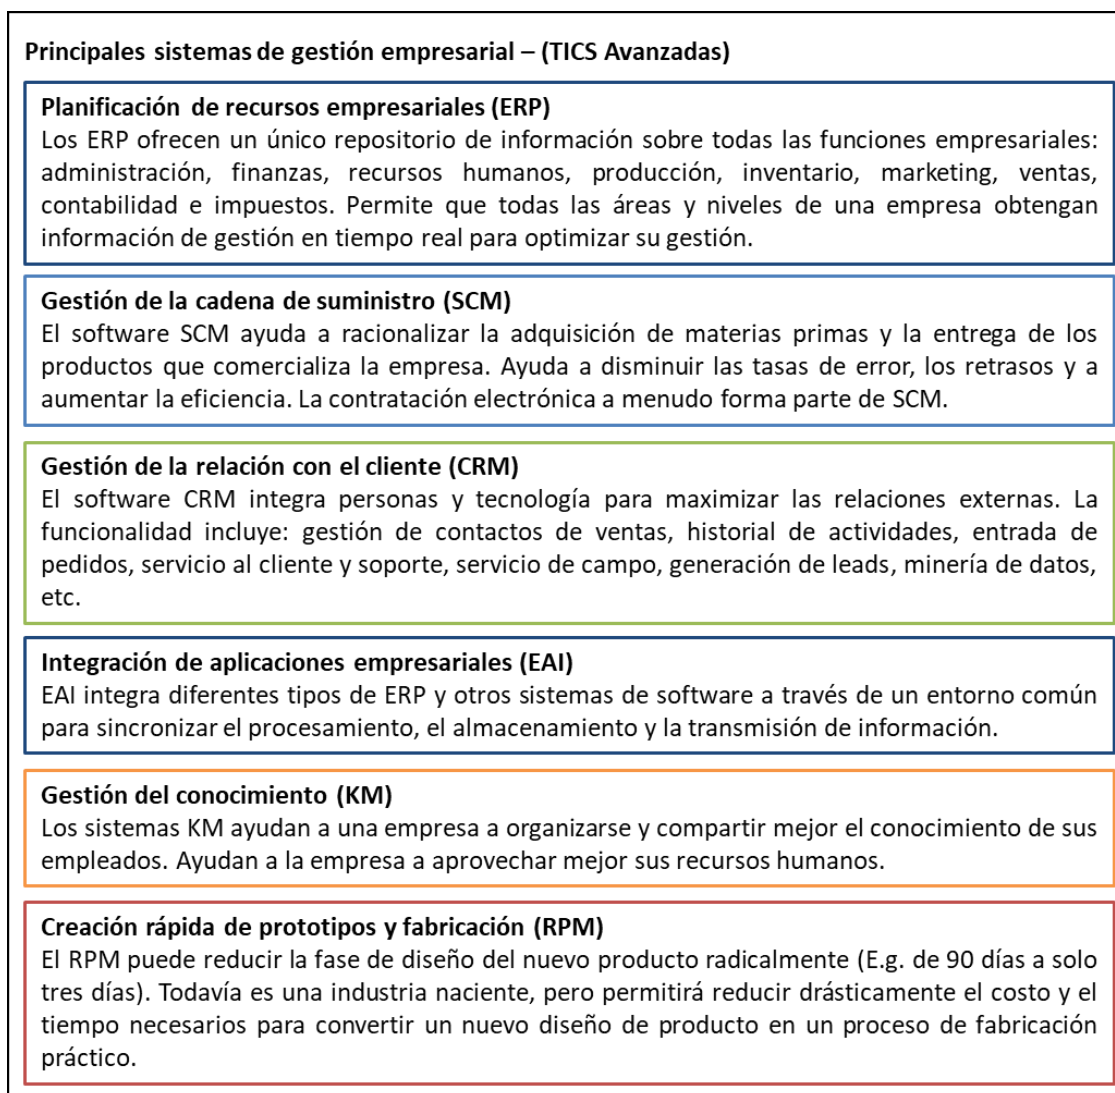 Principales sistemas de gestión empresarial – (TICS Avanzadas)
Planificación de recursos empresariales (ERP)
Los ERP ofrecen un único repositorio de información sobre todas las funciones empresariales:
administración, finanzas, recursos humanos, producción, inventario, marketing, ventas,
contabilidad e impuestos. Permite que todas las áreas y niveles de una empresa obtengan
información de gestión en tiempo real para optimizar su gestión.
Gestión de la cadena de suministro (SCM)
El software SCM ayuda a racionalizar la adquisición de materias primas y la entrega de los
productos que comercializa la empresa. Ayuda a disminuir las tasas de error, los retrasos y a
aumentar la eficiencia. La contratación electrónica a menudo forma parte de SCM.
Gestión de la relación con el cliente (CRM)
El software CRM integra personas y tecnología para maximizar las relaciones externas. La
funcionalidad incluye: gestión de contactos de ventas, historial de actividades, entrada de
pedidos, servicio al cliente y soporte, servicio de campo, generación de leads, minería de datos,
etc.
Integración de aplicaciones empresariales (EAI)
EAI integra diferentes tipos de ERP y otros sistemas de software a través de un entorno común
para sincronizar el procesamiento, el almacenamiento y la transmisión de información.
Gestión del conocimiento (KM)
Los sistemas KM ayudan a una empresa a organizarse y compartir mejor el conocimiento de sus
empleados. Ayudan a la empresa a aprovechar mejor sus recursos humanos.
Creación rápida de prototipos y fabricación (RPM)
El RPM puede reducir la fase de diseño del nuevo producto radicalmente (E.g. de 90 días a solo
tres días). Todavía es una industria naciente, pero permitirá reducir drásticamente el costo y el
tiempo necesarios para convertir un nuevo diseño de producto en un proceso de fabricación
práctico.